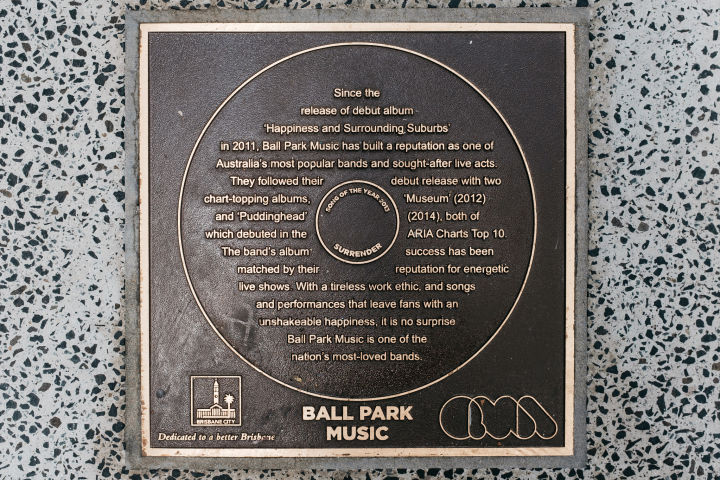 Since the
release of debut album
‘Happiness and Surrounding Suburbs’
in 2011, Ball Park Music has built a reputation as one of
Australia’s most popular bands and sought-after live acts.
They followed their debut release with two
chart-topping albums, ‘Museum’ (2012)
and ‘Puddinghead’ (2014), both of
which debuted in the ARIA Charts Top 10.
The band’s album success has been
matched by their reputation for energetic
live shows. With a tireless work ethic, and songs
and performances that leave fans with an
unshakeable happiness, it is no surprise
Ball Park Music is one of the
nation’s most-loved bands.
SONG OF THE YEAR 2013
SURRENDER
BRISBANE CITY
Dedicated to a better Brisbane
BALL PARK
MUSIC